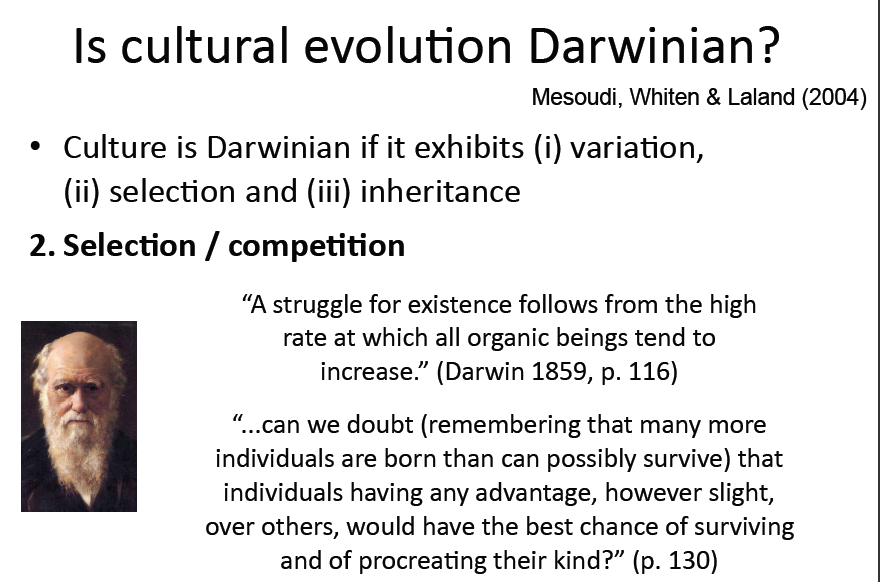 Is cultural evolution Darwinian?
Mesoudi, Whiten & Laland (2004)
• Culture is Darwinian if it exhibits (i) variation,
(ii) selection and (iii) inheritance
2. Selection / competition
“A struggle for existence follows from the high
rate at which all organic beings tend to
increase.” (Darwin 1859, p. 116)
“...can we doubt (remembering that many more
individuals are born than can possibly survive) that
individuals having any advantage, however slight,
over others, would have the best chance of surviving
and of procreating their kind?” (p. 130)